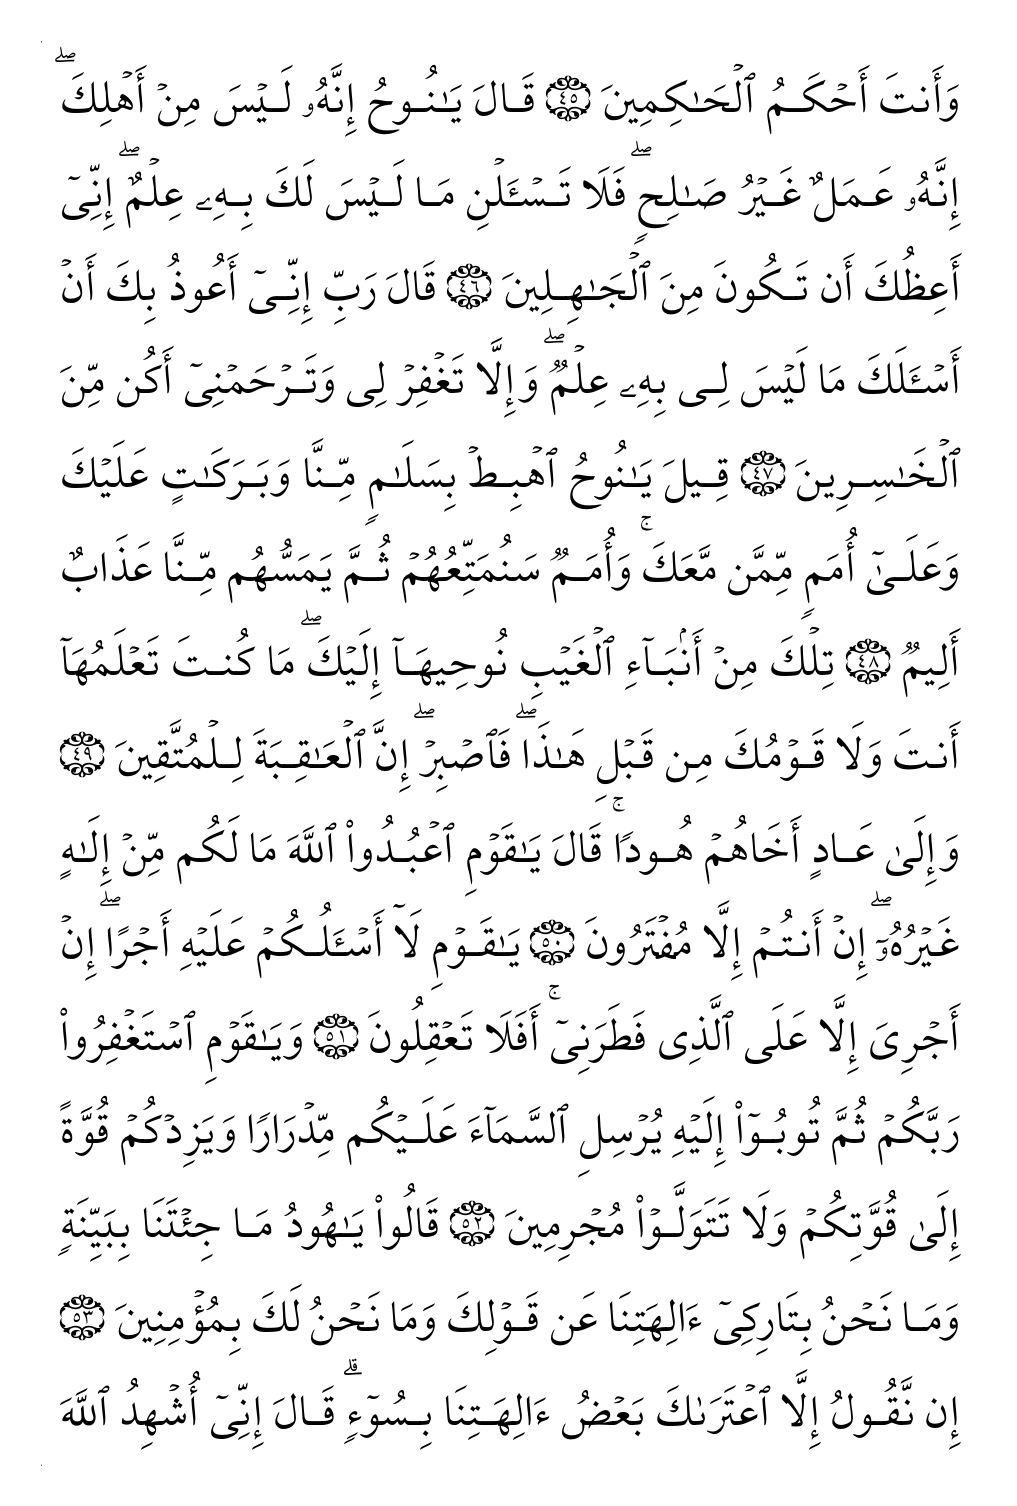 وَأَنتَ أَحۡكَمُ ٱلۡحَٰكِمِينَ ٤٥ قَالَ يَٰنُوحُ إِنَّهُۥ لَيۡسَ مِنۡ أَهۡلِكَۖ
إِنَّهُۥ عَمَلٌ غَيۡرُ صَٰلِحٖۖ فَلَا تَسۡـَٔلۡنِ مَا لَيۡسَ لَكَ بِهِۦ عِلۡمٌۖ إِنِّيٓ
أَعِظُكَ أَن تَكُونَ مِنَ ٱلۡجَٰهِلِينَ ٤٦ قَالَ رَبِّ إِنِّيٓ أَعُوذُ بِكَ أَنۡ
أَسۡـَٔلَكَ مَا لَيۡسَ لِي بِهِۦ عِلۡمٞۖ وَإِلَّا تَغۡفِرۡ لِي وَتَرۡحَمۡنِيٓ أَكُن مِّنَ
ٱلۡخَٰسِرِينَ ٤٧ قِيلَ يَٰنُوحُ ٱهۡبِطۡ بِسَلَٰمٖ مِّنَّا وَبَرَكَٰتٍ عَلَيۡكَ
وَعَلَىٰٓ أُمَمٖ مِّمَّن مَّعَكَۚ وَأُمَمٞ سَنُمَتِّعُهُمۡ ثُمَّ يَمَسُّهُم مِّنَّا عَذَابٌ
أَلِيمٞ ٤٨ تِلۡكَ مِنۡ أَنۢبَآءِ ٱلۡغَيۡبِ نُوحِيهَآ إِلَيۡكَۖ مَا كُنتَ تَعۡلَمُهَآ
أَنتَ وَلَا قَوۡمُكَ مِن قَبۡلِ هَٰذَاۖ فَٱصۡبِرۡۖ إِنَّ ٱلۡعَٰقِبَةَ لِلۡمُتَّقِينَ ٤٩
وَإِلَىٰ عَادٍ أَخَاهُمۡ هُودٗاۚ قَالَ يَٰقَوۡمِ ٱعۡبُدُواْ ٱللَّهَ مَا لَكُم مِّنۡ إِلَٰهٍ
غَيۡرُهُۥٓۖ إِنۡ أَنتُمۡ إِلَّا مُفۡتَرُونَ ٥٠ يَٰقَوۡمِ لَآ أَسۡـَٔلُكُمۡ عَلَيۡهِ أَجۡرًاۖ إِنۡ
أَجۡرِيَ إِلَّا عَلَى ٱلَّذِي فَطَرَنِيٓۚ أَفَلَا تَعۡقِلُونَ ٥١ وَيَٰقَوۡمِ ٱسۡتَغۡفِرُواْ
رَبَّكُمۡ ثُمَّ تُوبُوٓاْ إِلَيۡهِ يُرۡسِلِ ٱلسَّمَآءَ عَلَيۡكُم مِّدۡرَارٗا وَيَزِدۡكُمۡ قُوَّةً
إِلَىٰ قُوَّتِكُمۡ وَلَا تَتَوَلَّوۡاْ مُجۡرِمِينَ ٥٢ قَالُواْ يَٰهُودُ مَا جِئۡتَنَا بِبَيِّنَةٖ
وَمَا نَحۡنُ بِتَارِكِيٓ ءَالِهَتِنَا عَن قَوۡلِكَ وَمَا نَحۡنُ لَكَ بِمُؤۡمِنِينَ ٥٣
إِن نَّقُولُ إِلَّا ٱعۡتَرَىٰكَ بَعۡضُ ءَالِهَتِنَا بِسُوٓءٖۗ قَالَ إِنِّيٓ أُشۡهِدُ ٱللَّهَ